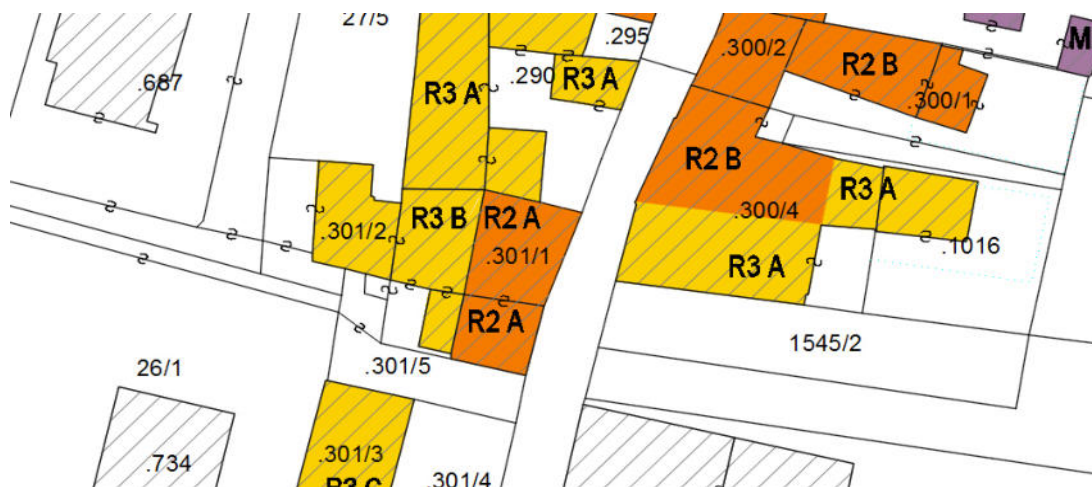 27/5
.295
M
.300/2
R2 B
.687
.290
R3 A
R3 A
.300/1
R2 B
R3 A
.301/2
R3 B
R2 A
.300/4
.301/1
.1016
R3 A
R2 A
1545/2
26/1
.301/5
.301/3
.734
R3 C
.301/4